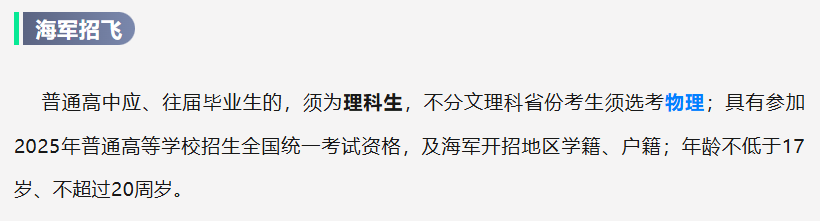 海军招飞
普通高中应、往届毕业生的，须为理科生，不分文理科省份考生须选考物理；具有参加
2025年普通高等学校招生全国统一考试资格，及海军开招地区学籍、户籍；年龄不低于17
岁、不超过20周岁。